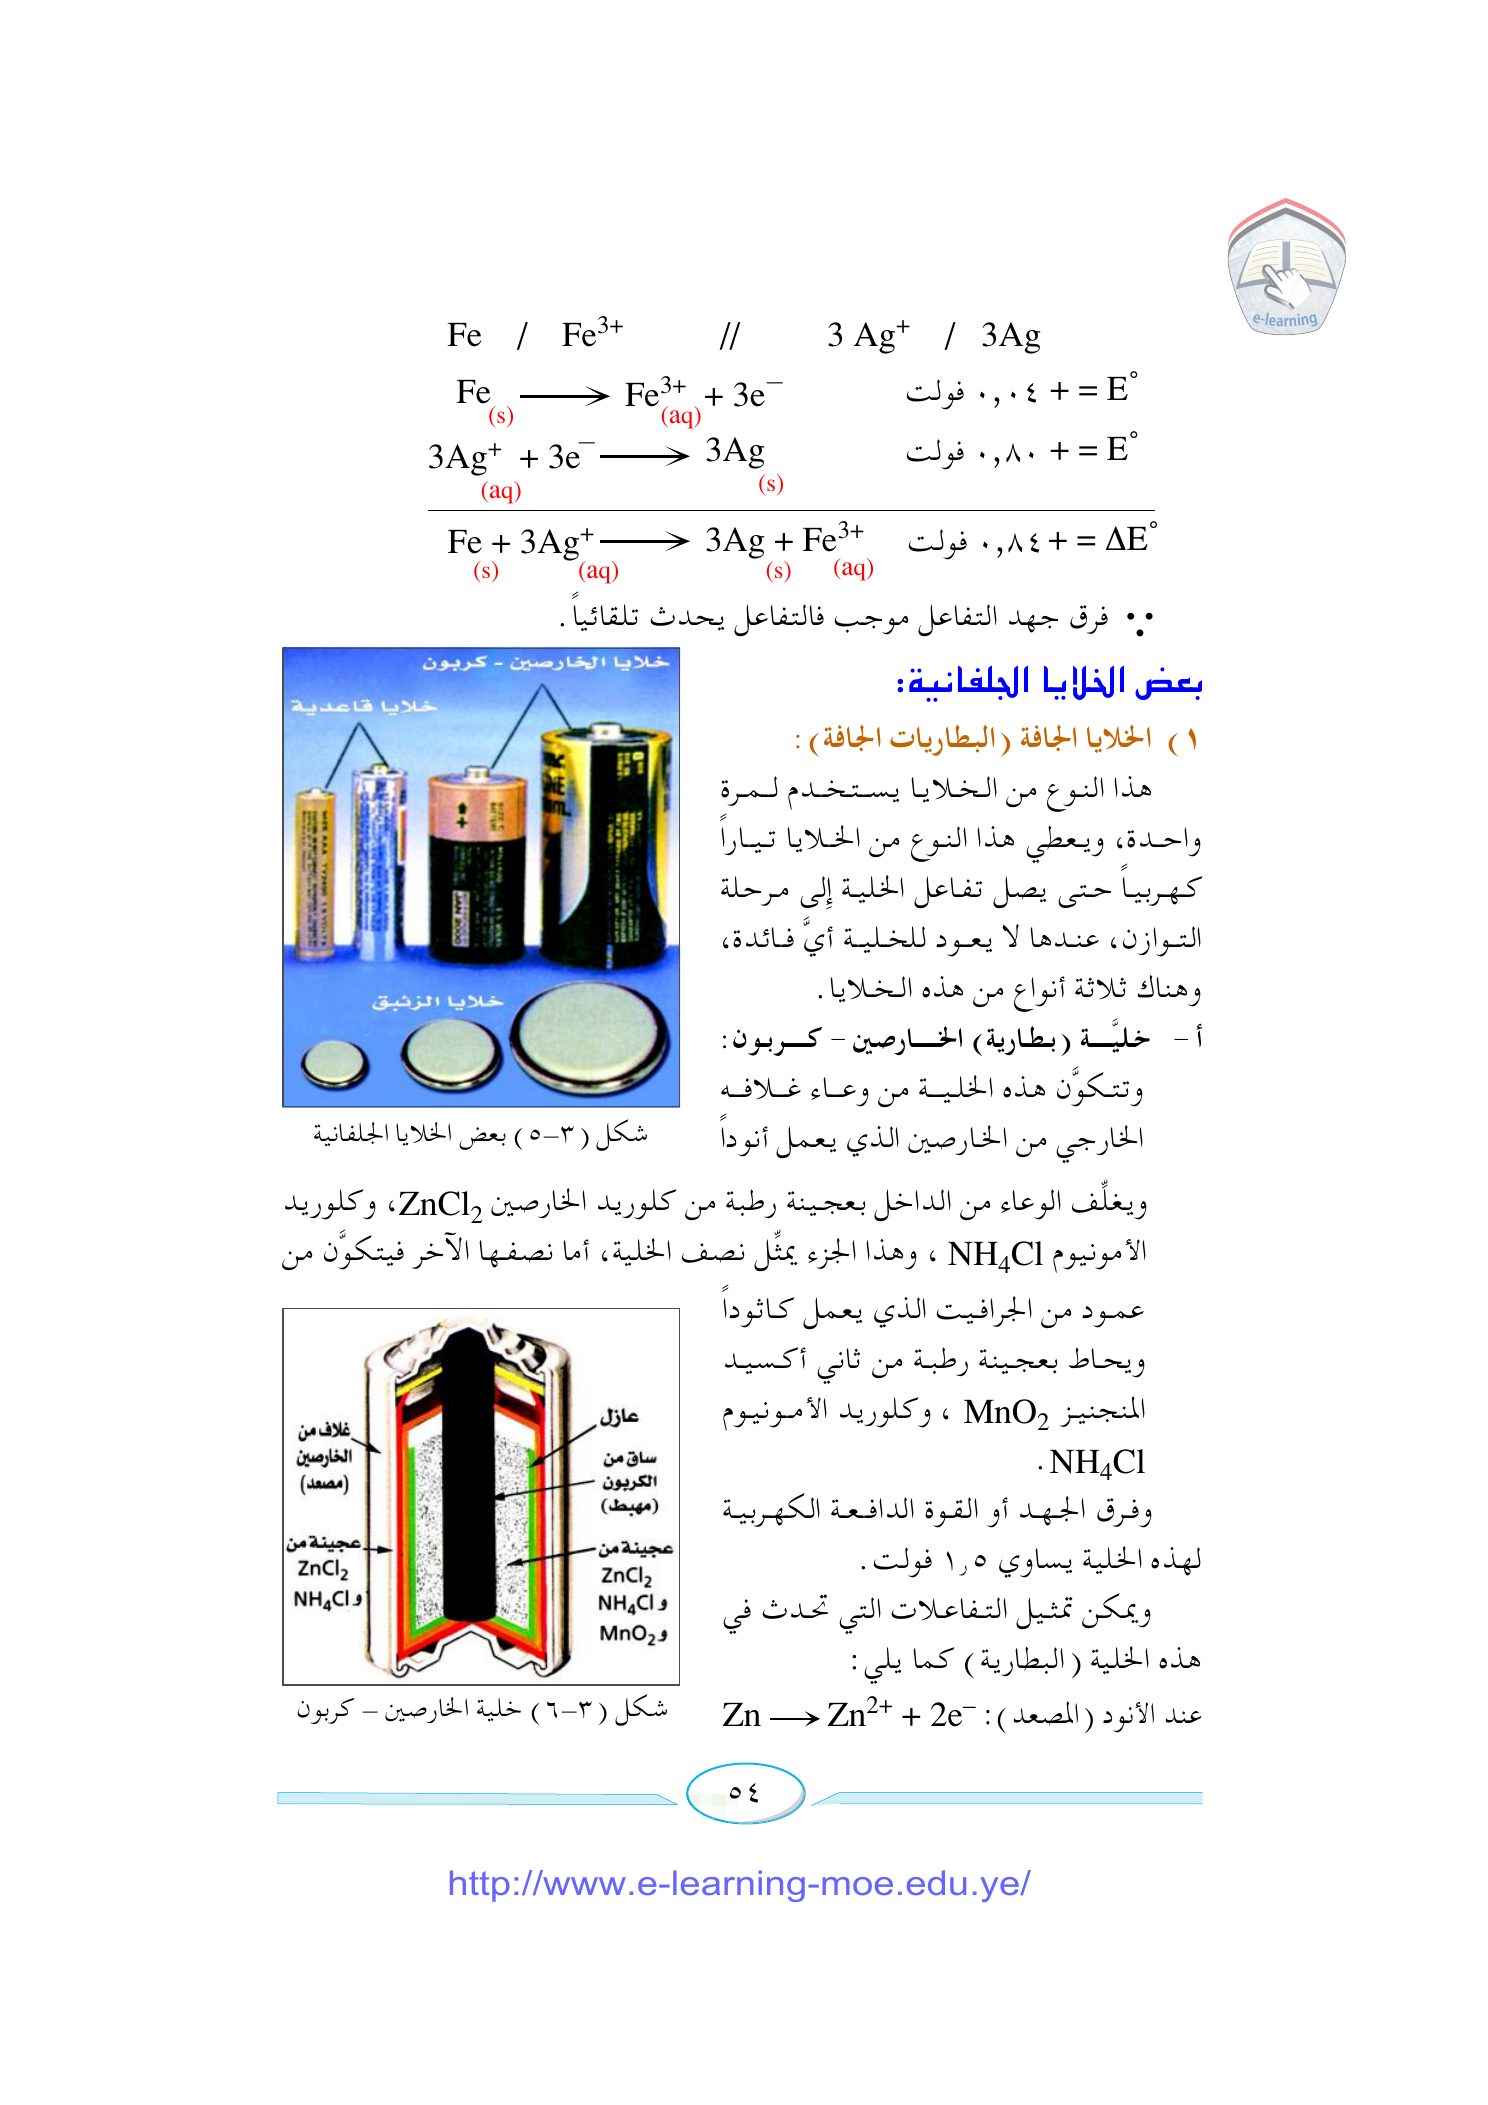 e-learning
Fe / Fe³⁺ // 3 Ag⁺ / 3Ag
Fe(s) ⟶ Fe³⁺(aq) + 3e⁻ E° = + ٠,٠٤ فولت
3Ag⁺(aq) + 3e⁻ ⟶ 3Ag(s) E° = + ٠,٨٠ فولت
Fe(s) + 3Ag⁺(aq) ⟶ 3Ag(s) + Fe³⁺(aq) ΔE° = + ٠,٨٤ فولت
∵ فرق جهد التفاعل موجب فالتفاعل يحدث تلقائياً .
بعض الخلايا الجلفانية:
١ ) الخلايا الجافة ( البطاريات الجافة ) :
هذا النوع من الخلايا يستخدم لمرة
واحدة، ويعطي هذا النوع من الخلايا تياراً
كهربياً حتى يصل تفاعل الخلية إلى مرحلة
التوازن، عندها لا يعود للخلية أيَّ فائدة،
وهناك ثلاثة أنواع من هذه الخلايا .
أ - خليَّة ( بطارية ) الخارصين - كربون :
وتتكوَّن هذه الخلية من وعاء غلافه
الخارجي من الخارصين الذي يعمل أنوداً
خلايا الخارصين - كربون
خلايا قاعدية
خلايا الزئبق
شكل ( ٣-٥ ) بعض الخلايا الجلفانية
ويغلِّف الوعاء من الداخل بعجينة رطبة من كلوريد الخارصين ZnCl₂، وكلوريد
الأمونيوم NH₄Cl ، وهذا الجزء يمثِّل نصف الخلية، أما نصفها الآخر فيتكوَّن من
عمود من الجرافيت الذي يعمل كاثوداً
ويحاط بعجينة رطبة من ثاني أكسيد
المنجنيز MnO₂ ، وكلوريد الأمونيوم
NH₄Cl .
وفرق الجهد أو القوة الدافعة الكهربية
لهذه الخلية يساوي ١,٥ فولت .
ويمكن تمثيل التفاعلات التي تحدث في
هذه الخلية ( البطارية ) كما يلي :
عند الأنود ( المصعد ) : Zn ⟶ Zn²⁺ + 2e⁻
عازل
ساق من
الكربون
(مهبط)
عجينة من
ZnCl₂
و NH₄Cl
و MnO₂
غلاف من
الخارصين
(مصعد)
عجينة من
ZnCl₂
و NH₄Cl
شكل ( ٣-٦ ) خلية الخارصين - كربون
٥٤
http://www.e-learning-moe.edu.ye/